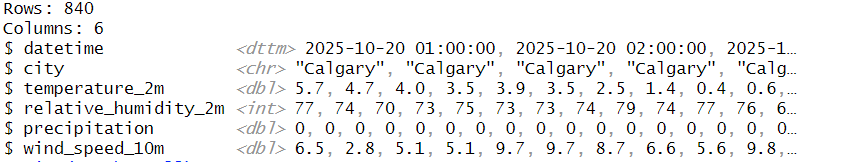 Rows: 840
Columns: 6
$ datetime             <dttm> 2025-10-20 01:00:00, 2025-10-20 02:00:00, 2025-1…
$ city                 <chr> "Calgary", "Calgary", "Calgary", "Calgary", "Calg…
$ temperature_2m       <dbl> 5.7, 4.7, 4.0, 3.5, 3.9, 3.5, 2.5, 1.4, 0.4, 0.6,…
$ relative_humidity_2m <int> 77, 74, 70, 73, 75, 73, 73, 74, 79, 74, 77, 76, 6…
$ precipitation        <dbl> 0, 0, 0, 0, 0, 0, 0, 0, 0, 0, 0, 0, 0, 0, 0, 0, 0…
$ wind_speed_10m       <dbl> 6.5, 2.8, 5.1, 5.1, 9.7, 9.7, 8.7, 6.6, 5.6, 9.8,…